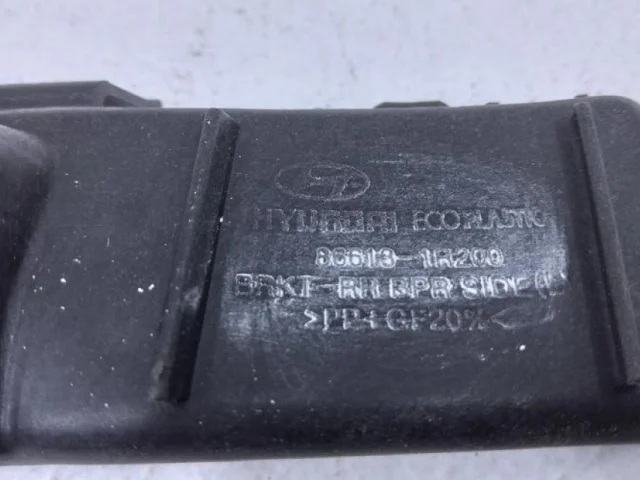 HYUNDAI ECOPLASTIC
86613-1R200
BRKT-RR BPR SIDE(L
>PP+GF20%<